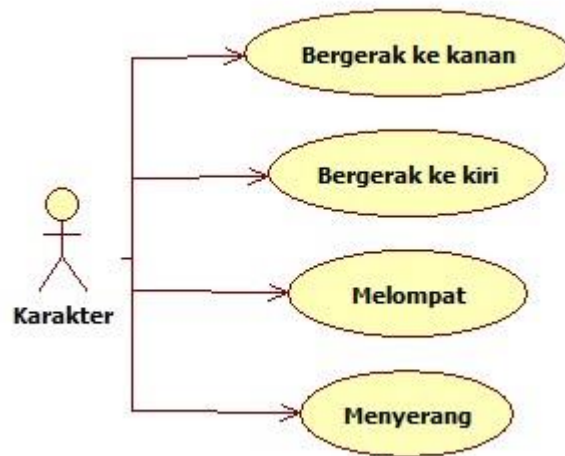 Bergerak ke kanan
Bergerak ke kiri
Karakter
Melompat
Menyerang